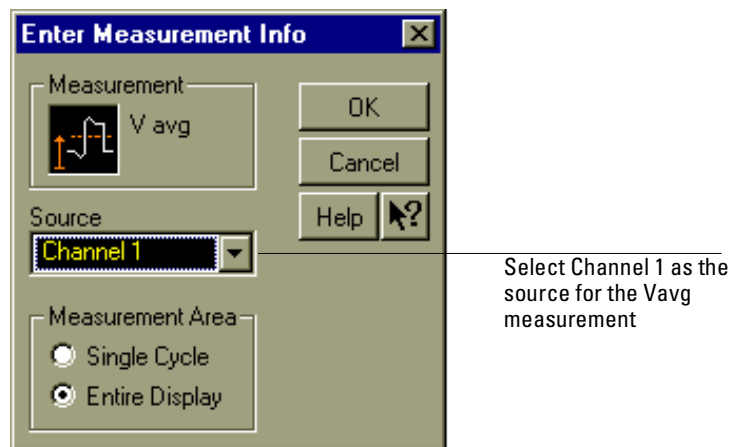 Enter Measurement Info
Measurement
V avg
OK
Cancel
Help
?
Source
Channel 1
Select Channel 1 as the
source for the Vavg
measurement
Measurement Area
Single Cycle
Entire Display